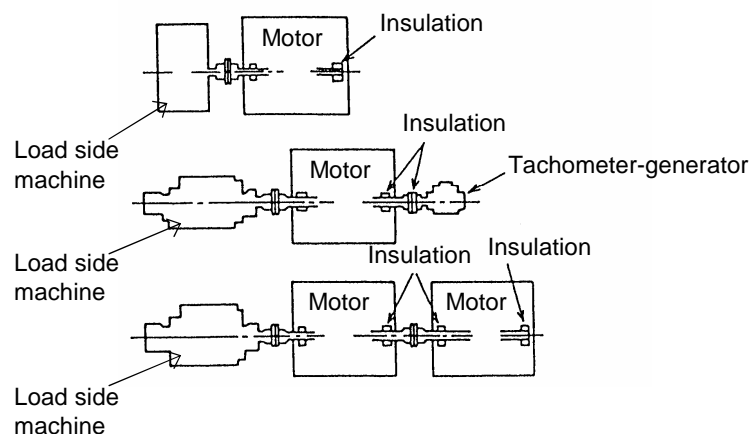 Insulation
Motor
Load side
machine
Insulation
Motor
Tachometer-generator
Load side
machine
Insulation
Insulation
Motor
Motor
Load side
machine